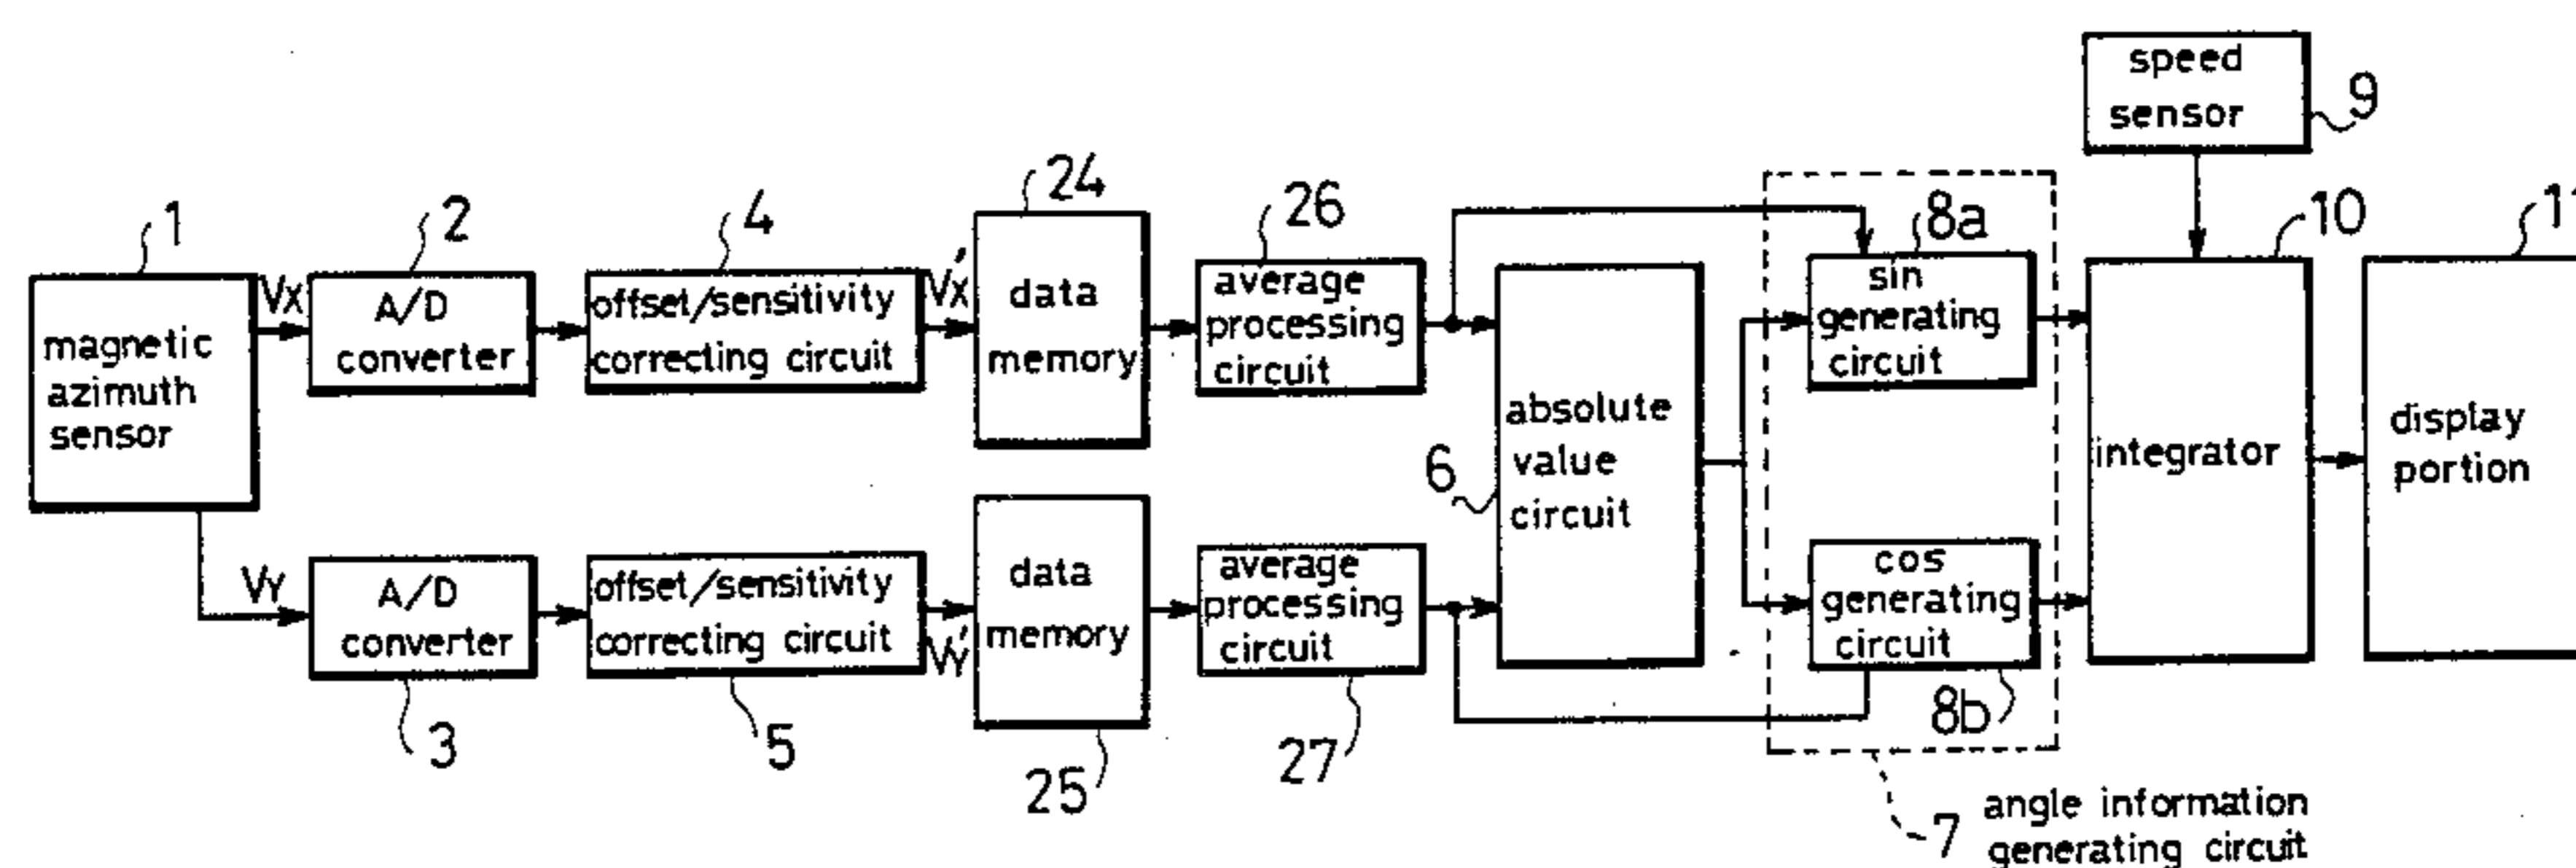 speed
sensor
9
1
2
4
24
26
8a
10
magnetic
azimuth
sensor
Vx
A/D
converter
offset/sensitivity
correcting circuit
Vx'
data
memory
average
processing
circuit
absolute
value
circuit
6
sin
generating
circuit
integrator
display
portion
VY
A/D
converter
3
offset/sensitivity
correcting circuit
5
VY'
data
memory
25
average
processing
circuit
27
cos
generating
circuit
8b
7
angle information
generating circuit